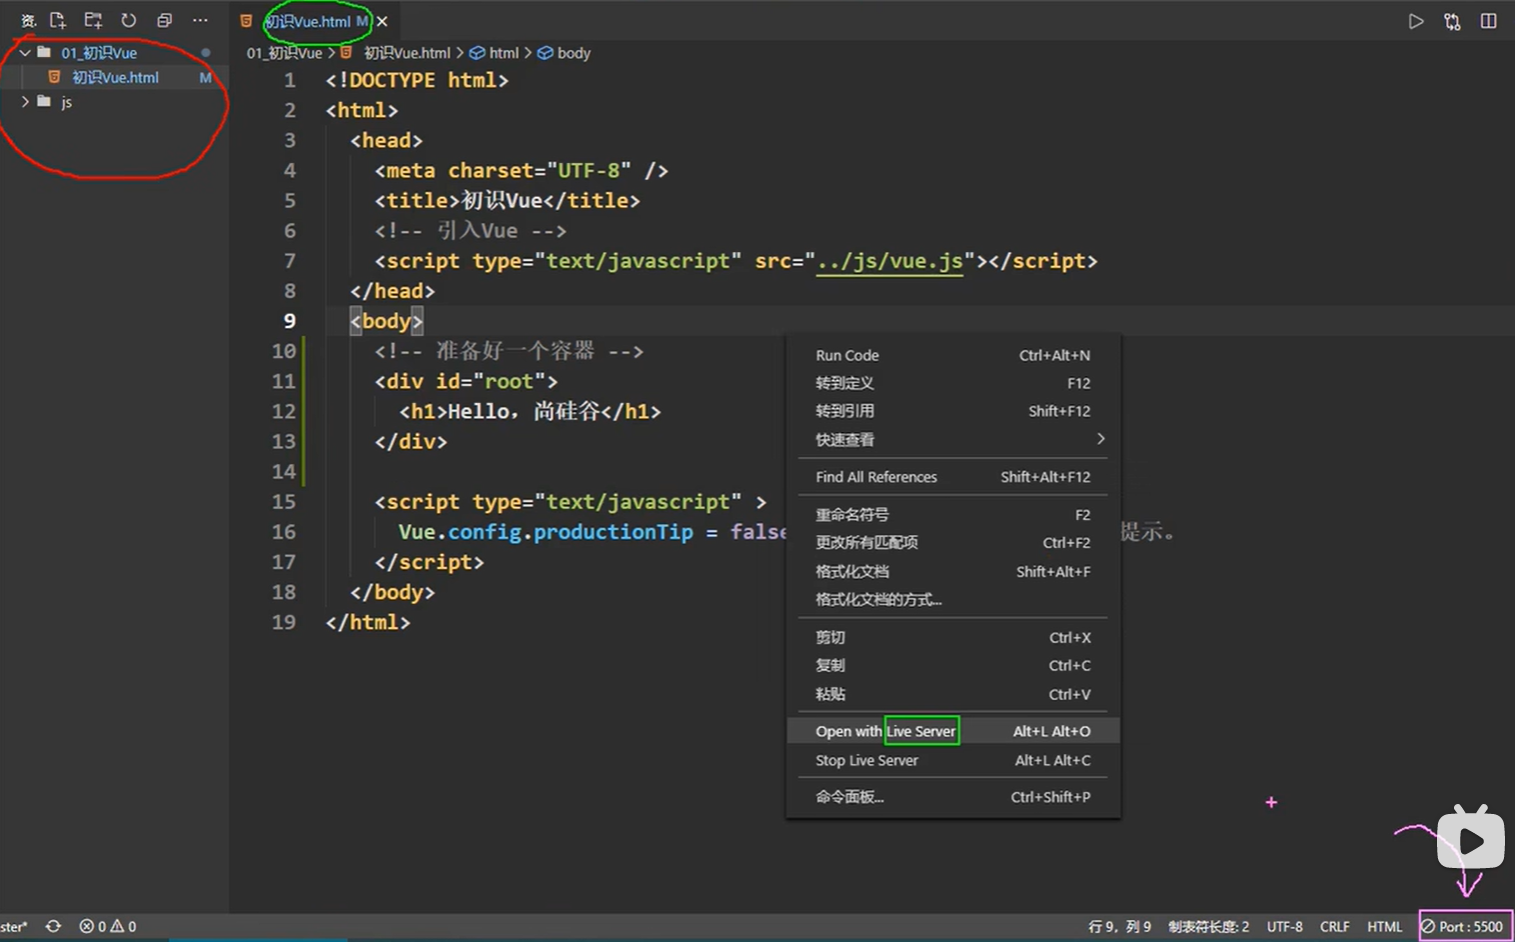 资.
01_初识Vue
初识Vue.html M
js
初识Vue.html M
01_初识Vue > 初识Vue.html > html > body
1 <!DOCTYPE html>
2 <html>
3 <head>
4 <meta charset="UTF-8" />
5 <title>初识Vue</title>
6 <!-- 引入Vue -->
7 <script type="text/javascript" src="../js/vue.js"></script>
8 </head>
9 <body>
10 <!-- 准备好一个容器 -->
11 <div id="root">
12 <h1>Hello，尚硅谷</h1>
13 </div>
14
15 <script type="text/javascript" >
16 Vue.config.productionTip = false 提示。
17 </script>
18 </body>
19 </html>
Run Code Ctrl+Alt+N
转到定义 F12
转到引用 Shift+F12
快速查看
Find All References Shift+Alt+F12
重命名符号 F2
更改所有匹配项 Ctrl+F2
格式化文档 Shift+Alt+F
格式化文档的方式...
剪切 Ctrl+X
复制 Ctrl+C
粘贴 Ctrl+V
Open with Live Server Alt+L Alt+O
Stop Live Server Alt+L Alt+C
命令面板... Ctrl+Shift+P
ster* 0 0 行 9，列 9 制表符长度: 2 UTF-8 CRLF HTML Port : 5500